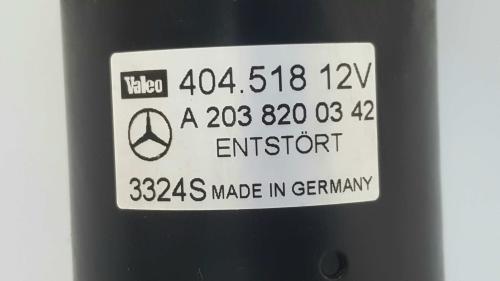 Valeo 404.518 12V
A 203 820 03 42
ENTSTÖRT
3324S MADE IN GERMANY